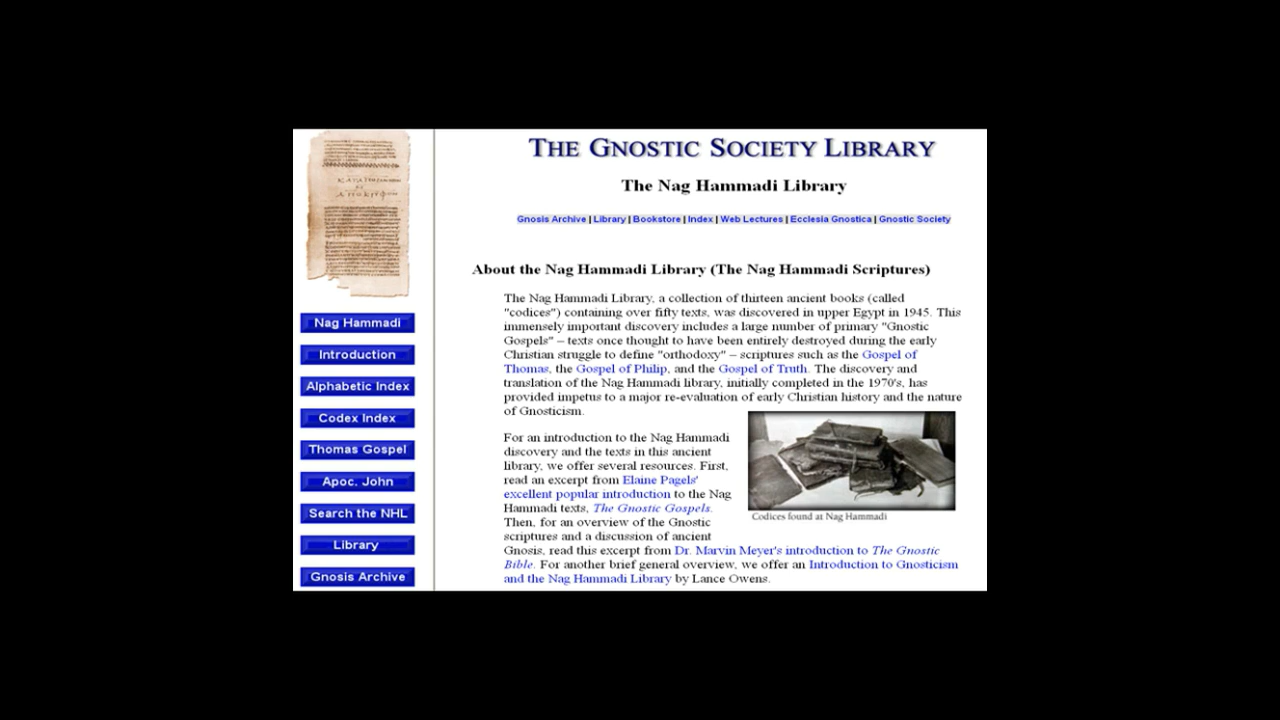 THE GNOSTIC SOCIETY LIBRARY
The Nag Hammadi Library
Gnosis Archive | Library | Bookstore | Index | Web Lectures | Ecclesia Gnostica | Gnostic Society
Nag Hammadi
Introduction
Alphabetic Index
Codex Index
Thomas Gospel
Apoc. John
Search the NHL
Library
Gnosis Archive
About the Nag Hammadi Library (The Nag Hammadi Scriptures)
The Nag Hammadi Library, a collection of thirteen ancient books (called
"codices") containing over fifty texts, was discovered in upper Egypt in 1945. This
immensely important discovery includes a large number of primary "Gnostic
Gospels" – texts once thought to have been entirely destroyed during the early
Christian struggle to define "orthodoxy" – scriptures such as the Gospel of
Thomas, the Gospel of Philip, and the Gospel of Truth. The discovery and
translation of the Nag Hammadi library, initially completed in the 1970's, has
provided impetus to a major re-evaluation of early Christian history and the nature
of Gnosticism.
For an introduction to the Nag Hammadi
discovery and the texts in this ancient
library, we offer several resources. First,
read an excerpt from Elaine Pagels'
excellent popular introduction to the Nag
Hammadi texts, The Gnostic Gospels.
Then, for an overview of the Gnostic
scriptures and a discussion of ancient
Gnosis, read this excerpt from Dr. Marvin Meyer's introduction to The Gnostic
Bible. For another brief general overview, we offer an Introduction to Gnosticism
and the Nag Hammadi Library by Lance Owens.
Codices found at Nag Hammadi